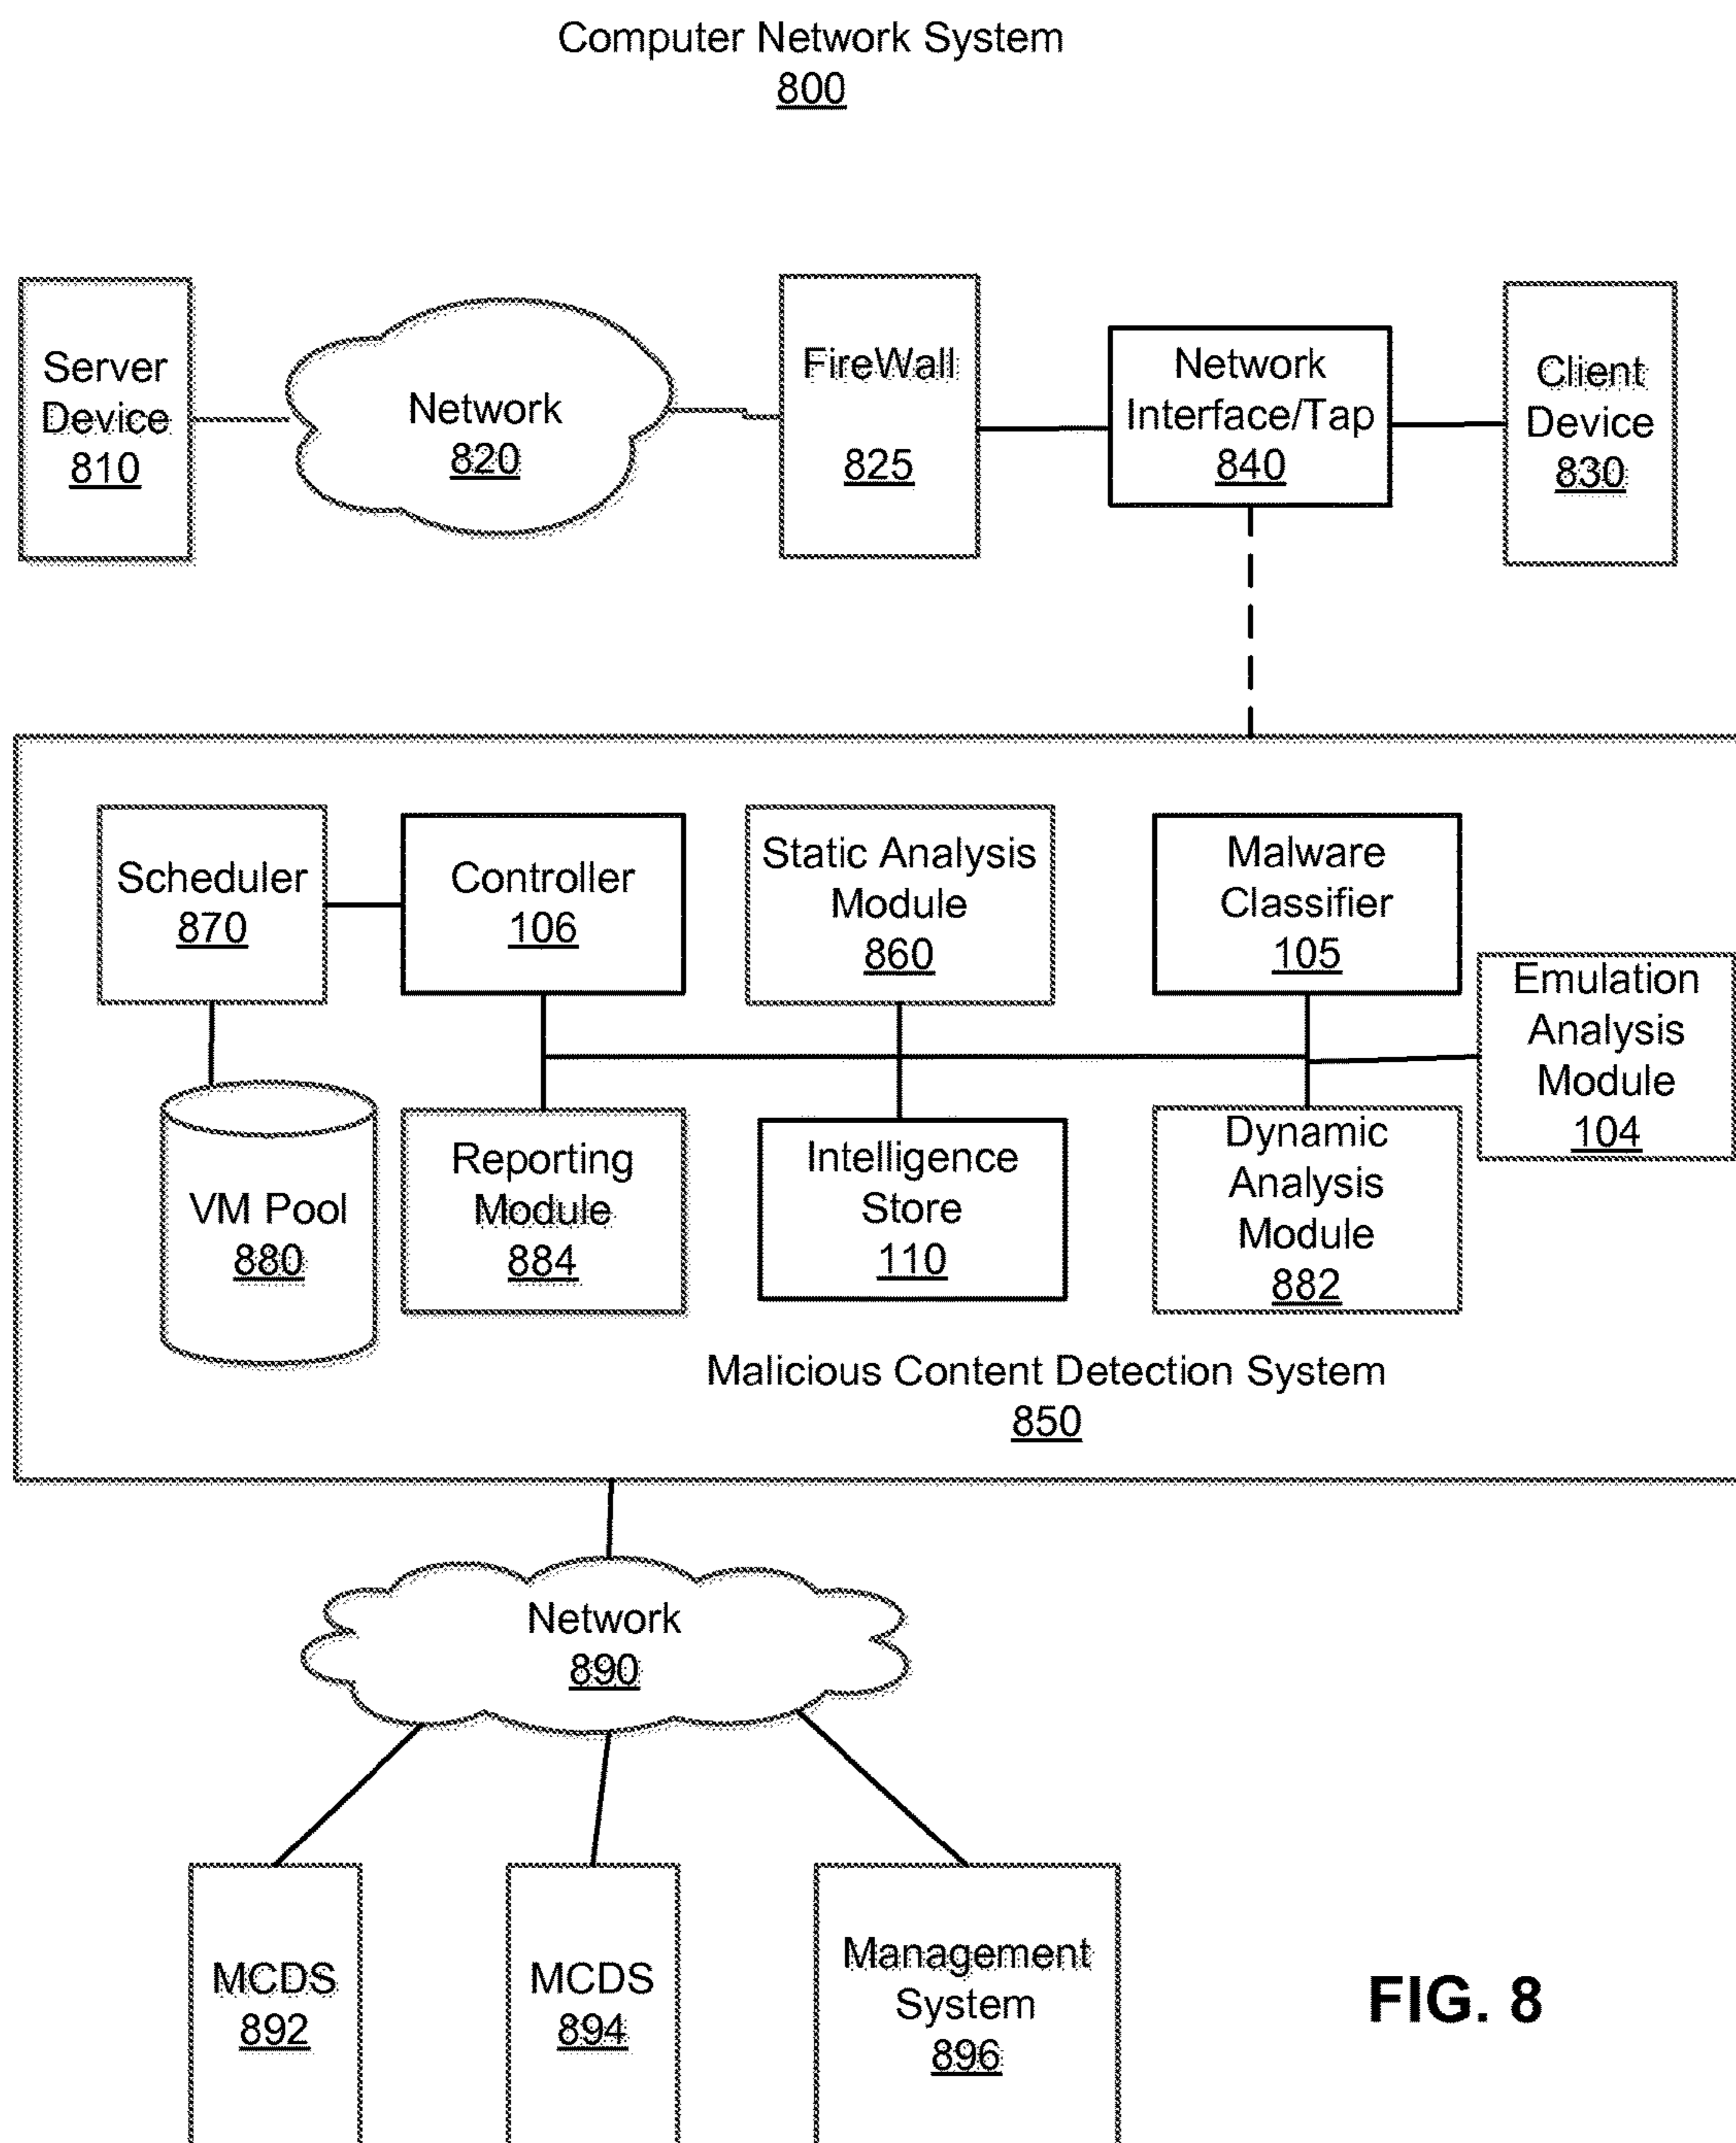 Computer Network System
800
Server
Device
810
Network
820
FireWall
825
Network
Interface/Tap
840
Client
Device
830
Scheduler
870
Controller
106
Static Analysis
Module
860
Malware
Classifier
105
Emulation
Analysis
Module
104
VM Pool
880
Reporting
Module
884
Intelligence
Store
110
Dynamic
Analysis
Module
882
Malicious Content Detection System
850
Network
890
MCDS
892
MCDS
894
Management
System
896
FIG. 8